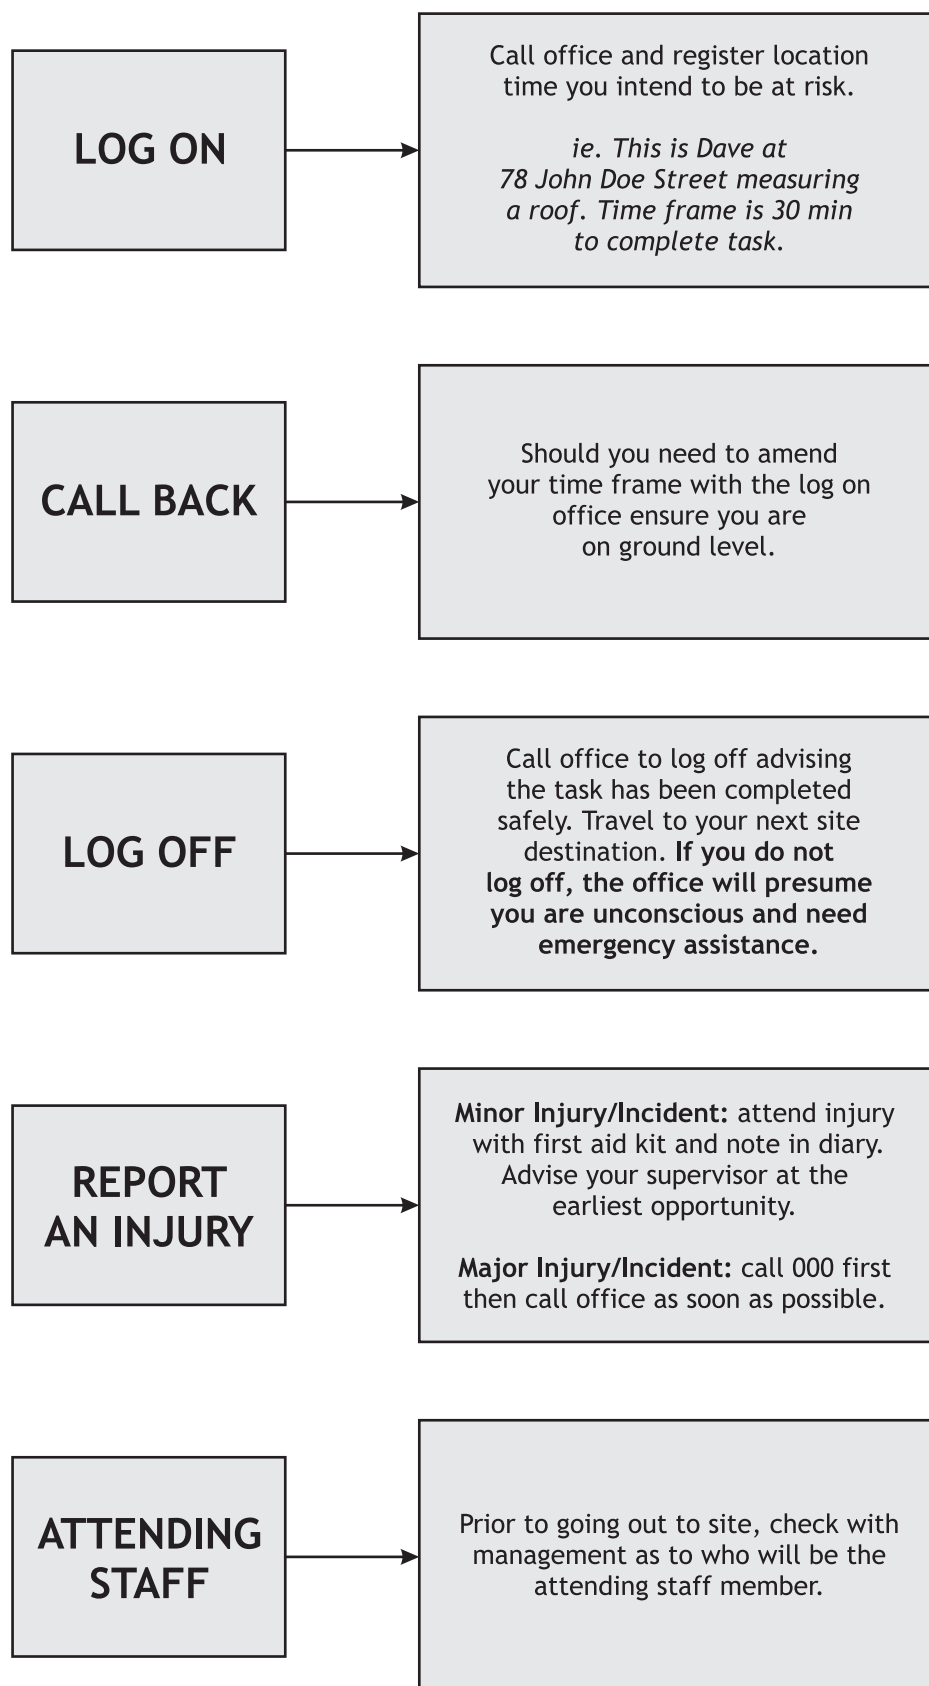 LOG ON
Call office and register location
time you intend to be at risk.
ie. This is Dave at
78 John Doe Street measuring
a roof. Time frame is 30 min
to complete task.
CALL BACK
Should you need to amend
your time frame with the log on
office ensure you are
on ground level.
LOG OFF
Call office to log off advising
the task has been completed
safely. Travel to your next site
destination. If you do not
log off, the office will presume
you are unconscious and need
emergency assistance.
REPORT
AN INJURY
Minor Injury/Incident: attend injury
with first aid kit and note in diary.
Advise your supervisor at the
earliest opportunity.
Major Injury/Incident: call 000 first
then call office as soon as possible.
ATTENDING
STAFF
Prior to going out to site, check with
management as to who will be the
attending staff member.